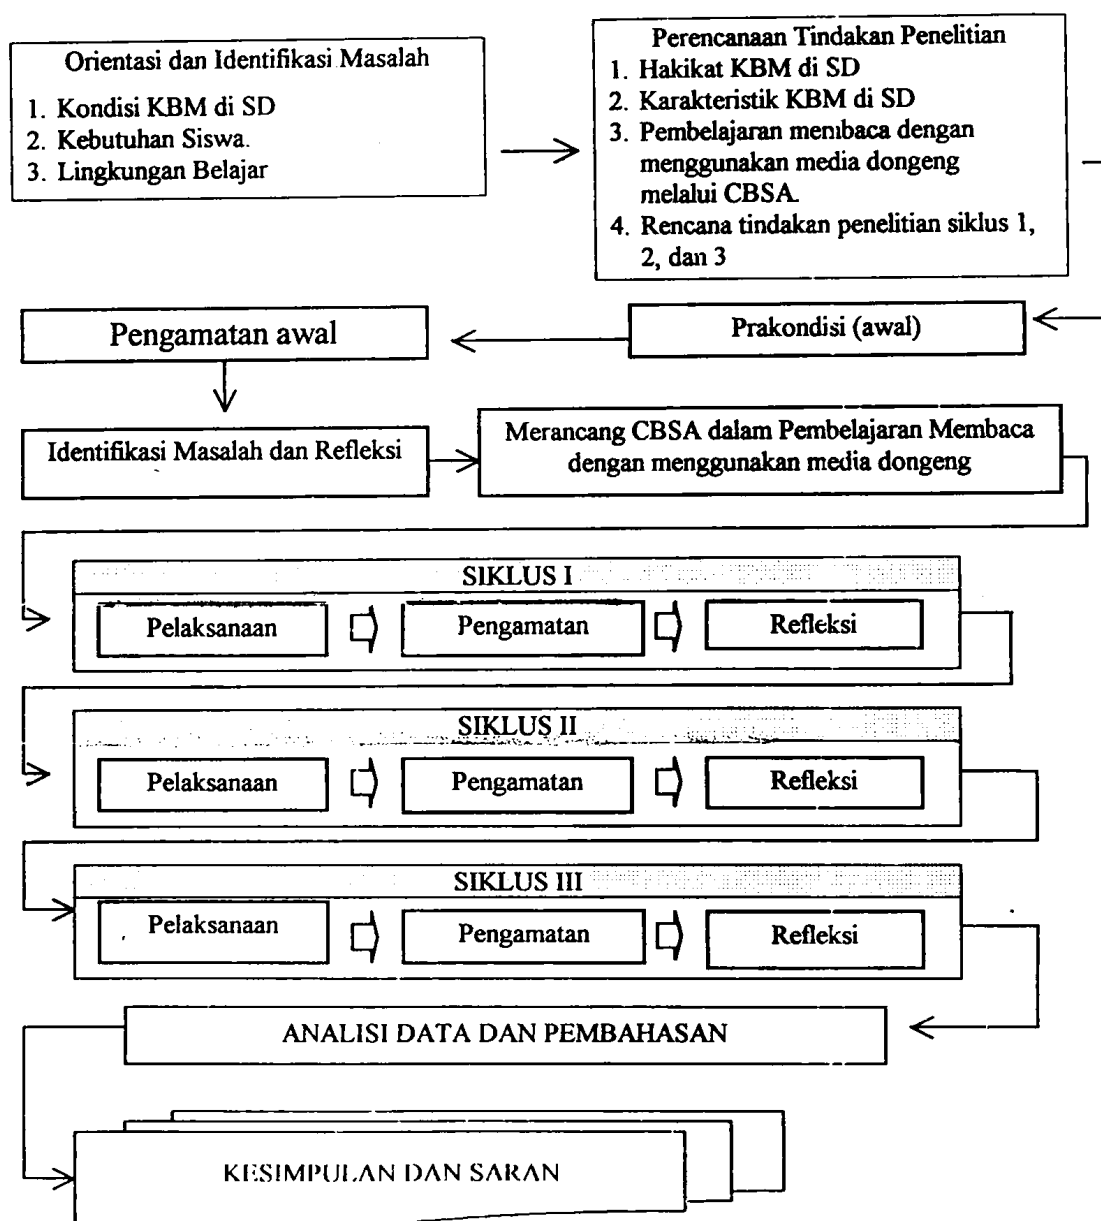 Orientasi dan Identifikasi Masalah
1. Kondisi KBM di SD
2. Kebutuhan Siswa.
3. Lingkungan Belajar
Perencanaan Tindakan Penelitian
1. Hakikat KBM di SD
2. Karakteristik KBM di SD
3. Pembelajaran membaca dengan
menggunakan media dongeng
melalui CBSA.
4. Rencana tindakan penelitian siklus 1,
2, dan 3
Prakondisi (awal)
Pengamatan awal
Identifikasi Masalah dan Refleksi
Merancang CBSA dalam Pembelajaran Membaca
dengan menggunakan media dongeng
SIKLUS I
Pelaksanaan
Pengamatan
Refleksi
SIKLUS II
Pelaksanaan
Pengamatan
Refleksi
SIKLUS III
Pelaksanaan
Pengamatan
Refleksi
ANALISI DATA DAN PEMBAHASAN
KESIMPULAN DAN SARAN